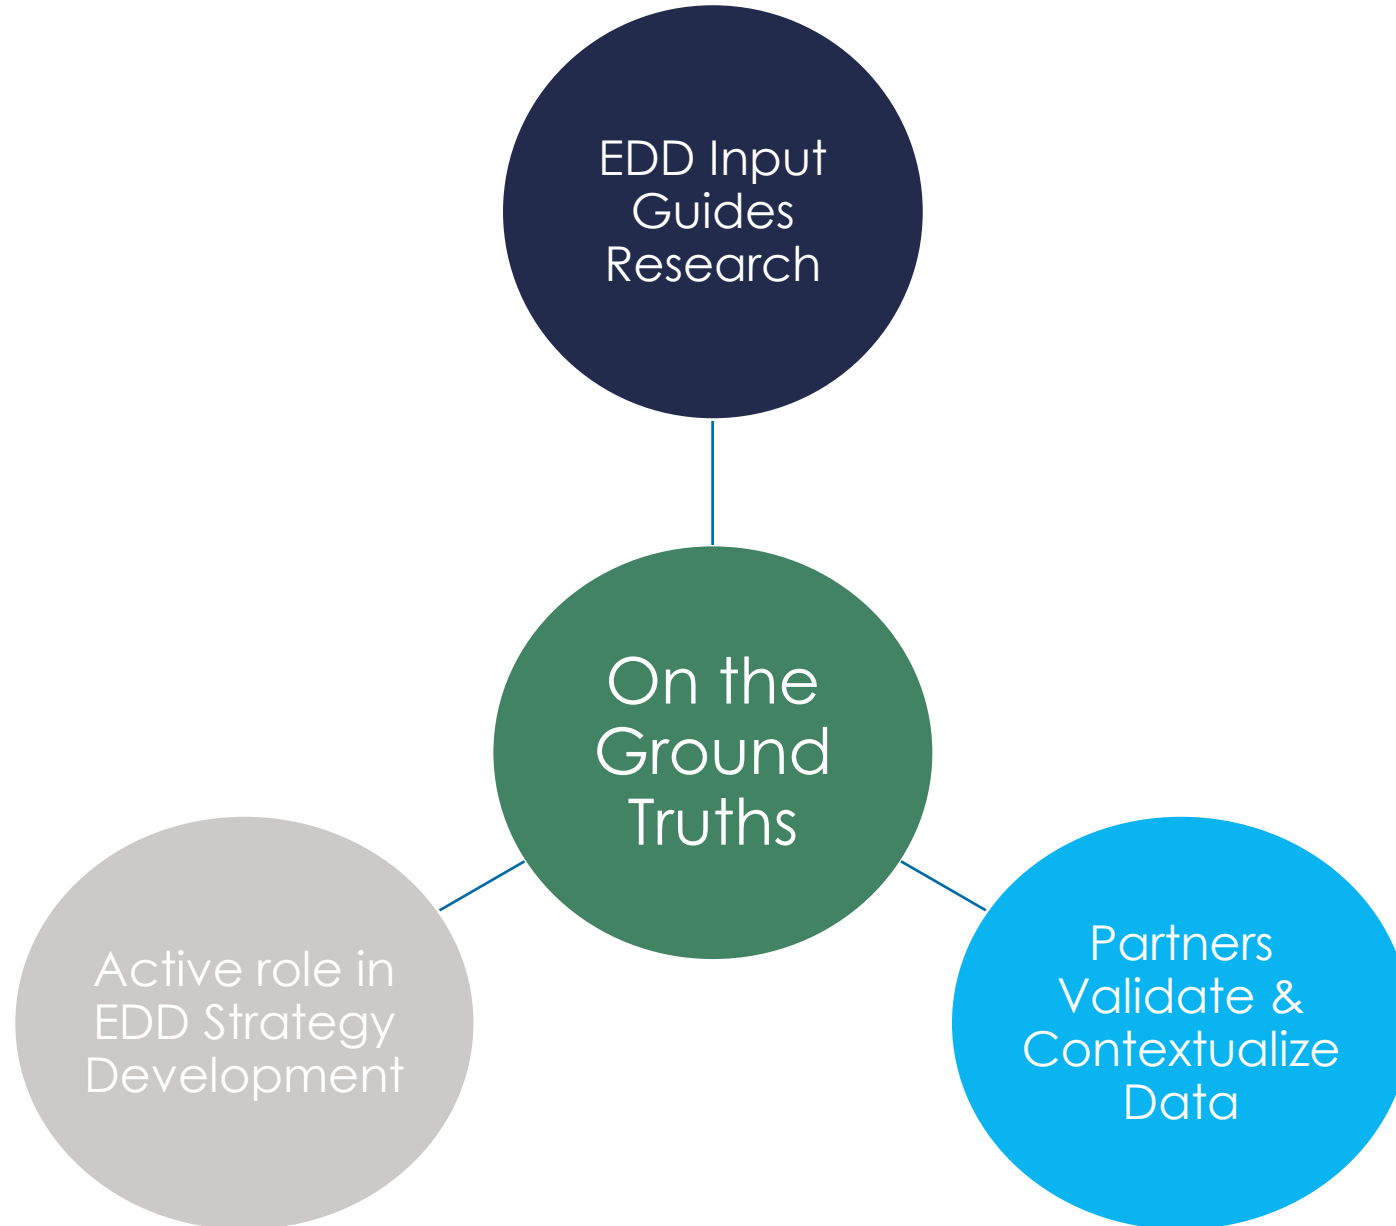 EDD Input
Guides
Research
On the
Ground
Truths
Active role in
EDD Strategy
Development
Partners
Validate &
Contextualize
Data